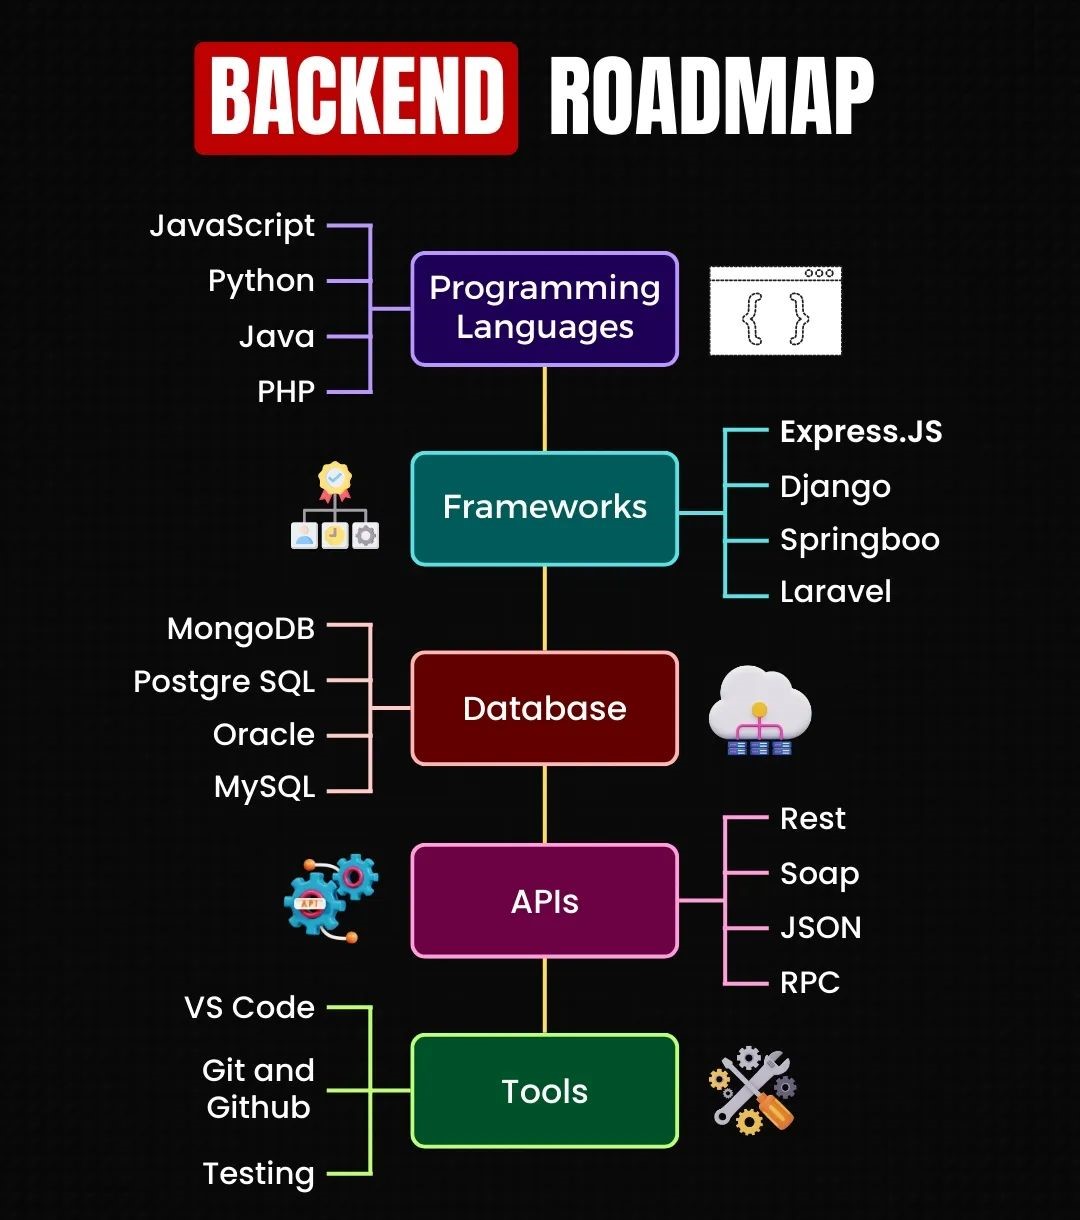 BACKEND ROADMAP
JavaScript
Python
Java
PHP
Programming
Languages
{ }
Express.JS
Django
Springboo
Laravel
Frameworks
MongoDB
Postgre SQL
Oracle
MySQL
Database
Rest
Soap
JSON
RPC
APIs
API
VS Code
Git and
Github
Testing
Tools